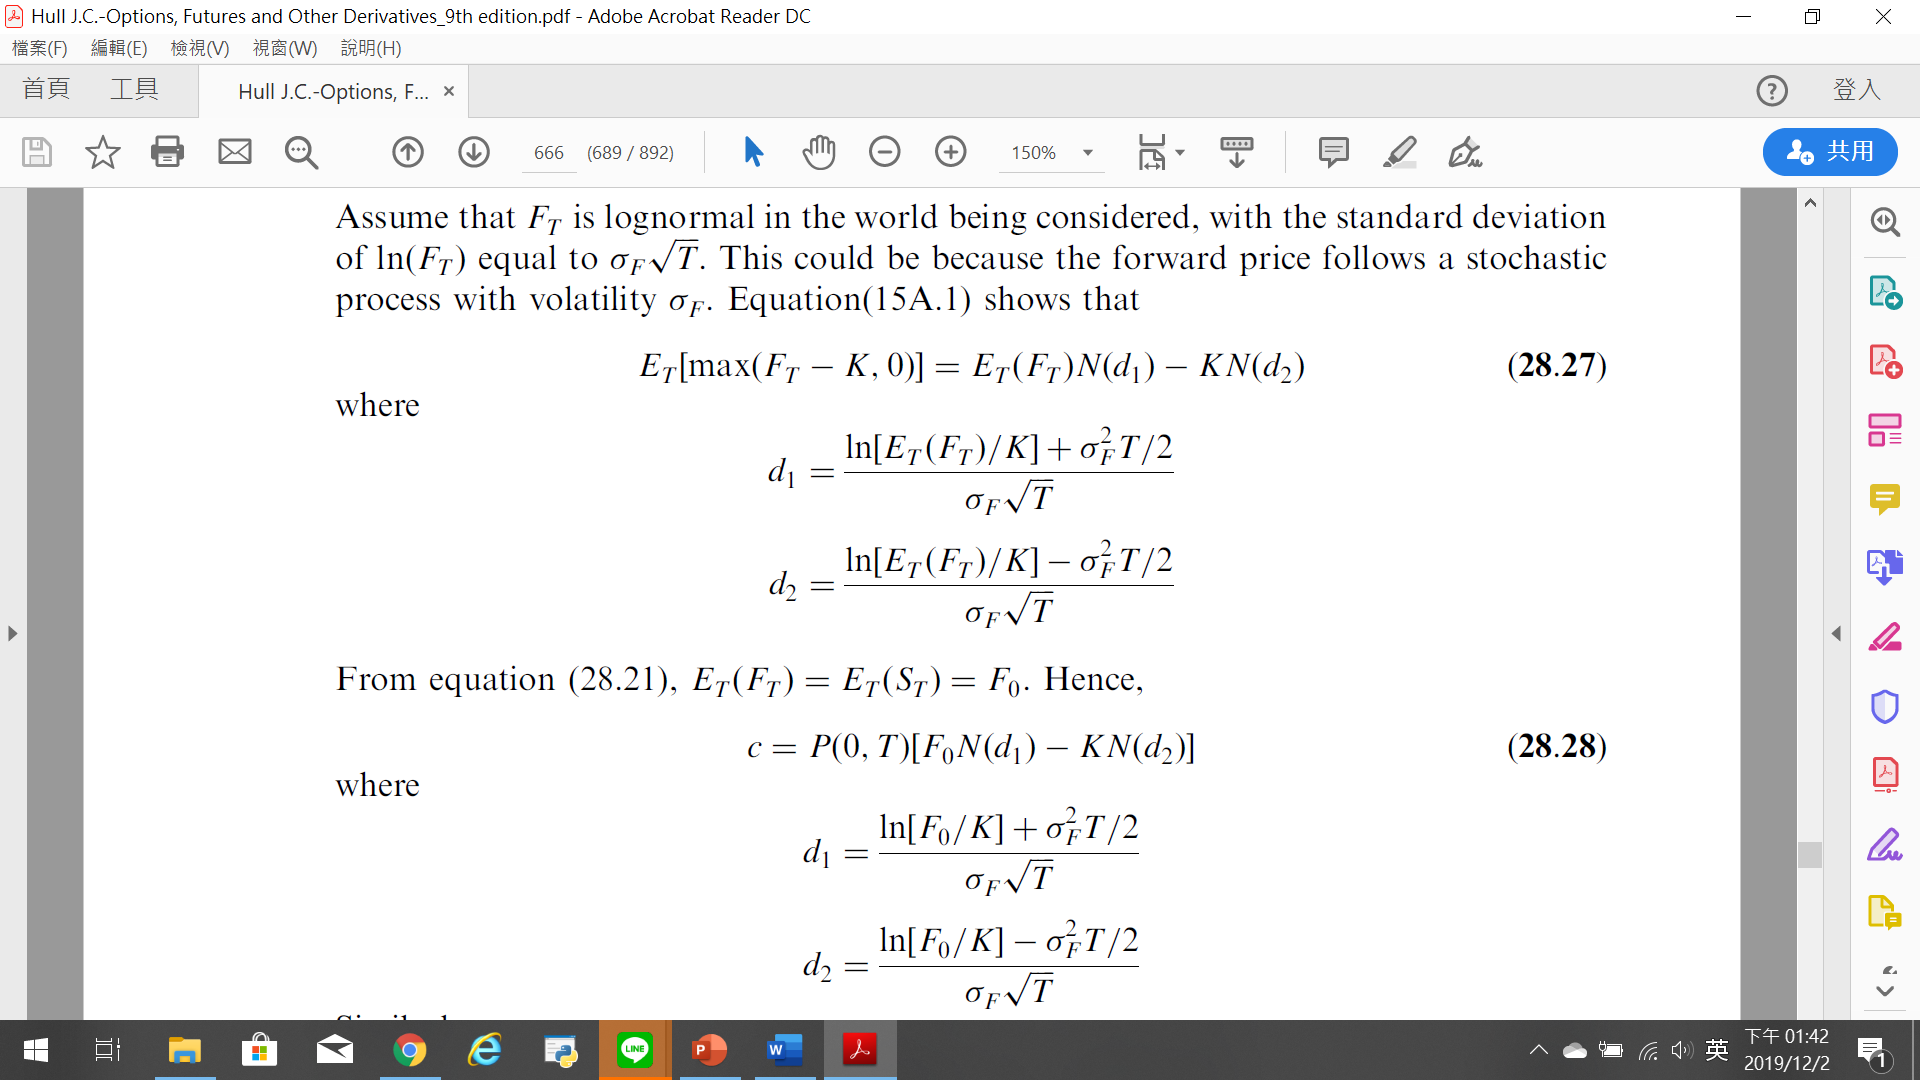 Hull J.C.-Options, Futures and Other Derivatives_9th edition.pdf - Adobe Acrobat Reader DC
檔案(F) 編輯(E) 檢視(V) 視窗(W) 說明(H)
首頁 工具 Hull J.C.-Options, F... × 登入
666 (689 / 892) 150% 共用
Assume that F_T is lognormal in the world being considered, with the standard deviation
of ln(F_T) equal to σ_F√T. This could be because the forward price follows a stochastic
process with volatility σ_F. Equation(15A.1) shows that
E_T[max(F_T − K, 0)] = E_T(F_T)N(d_1) − KN(d_2) (28.27)
where
d_1 = (ln[E_T(F_T)/K] + σ_F^2 T/2) / (σ_F√T)
d_2 = (ln[E_T(F_T)/K] − σ_F^2 T/2) / (σ_F√T)
From equation (28.21), E_T(F_T) = E_T(S_T) = F_0. Hence,
c = P(0, T)[F_0N(d_1) − KN(d_2)] (28.28)
where
d_1 = (ln[F_0/K] + σ_F^2 T/2) / (σ_F√T)
d_2 = (ln[F_0/K] − σ_F^2 T/2) / (σ_F√T)
LINE P W 英 下午 01:42
2019/12/2 1